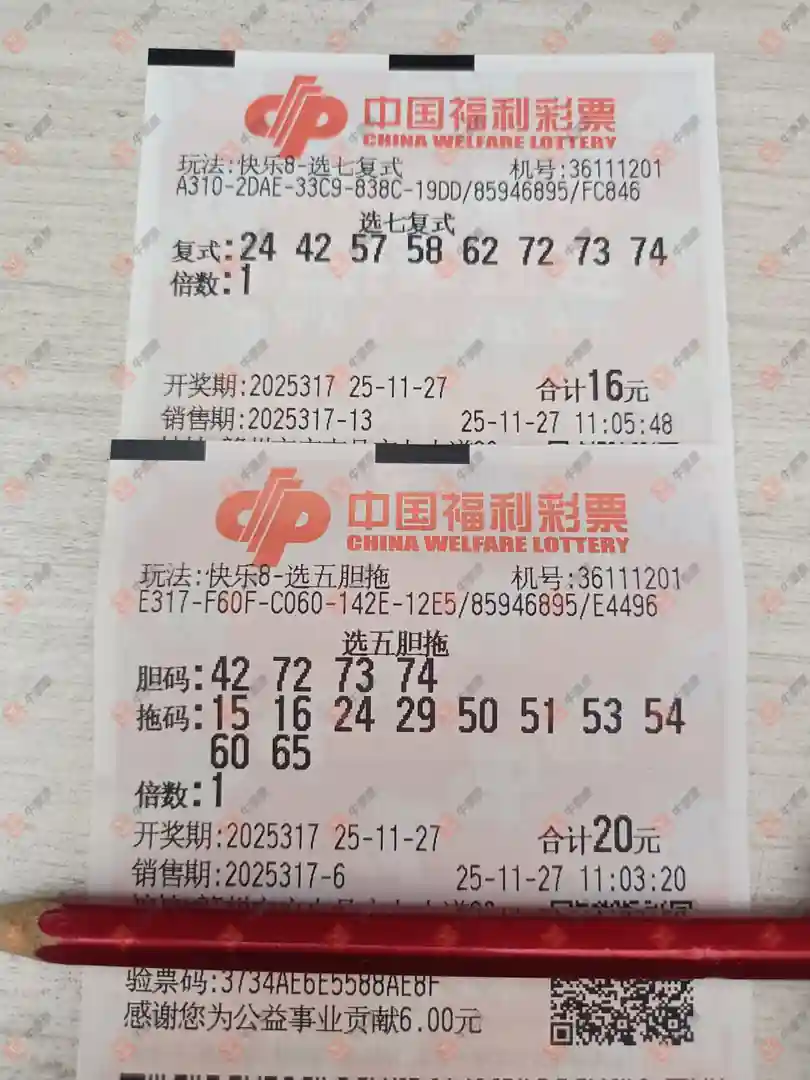 中国福利彩票
CHINA WELFARE LOTTERY
玩法:快乐8-选七复式 机号:36111201
A310-2DAE-33C9-838C-19DD/85946895/FC846
选七复式
复式:24 42 57 58 62 72 73 74
倍数:1
开奖期:2025317 25-11-27 合计16元
销售期:2025317-13 25-11-27 11:05:48
中国福利彩票
CHINA WELFARE LOTTERY
玩法:快乐8-选五胆拖 机号:36111201
E317-F60F-C060-142E-12E5/85946895/E4496
选五胆拖
胆码:42 72 73 74
拖码:15 16 24 29 50 51 53 54
60 65
倍数:1
开奖期:2025317 25-11-27 合计20元
销售期:2025317-6 25-11-27 11:03:20
验票码:3734AE6E5588AE8F
感谢您为公益事业贡献6.00元